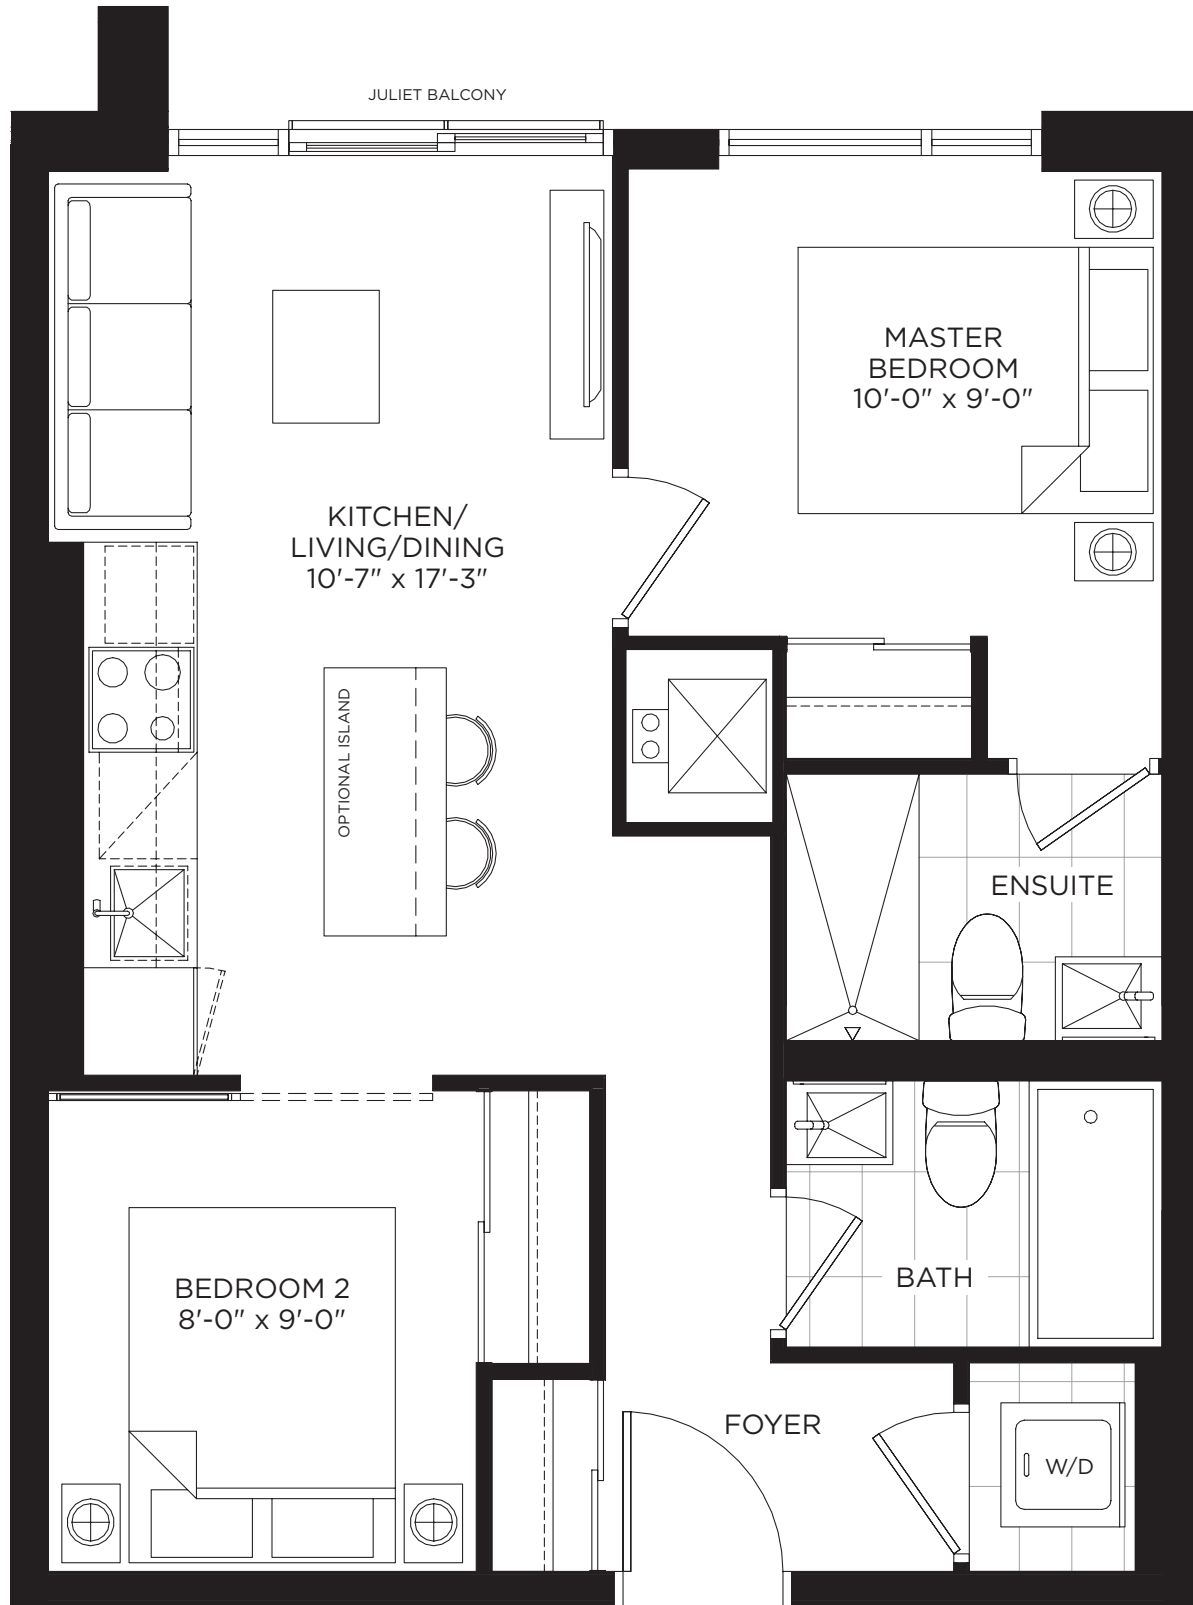 JULIET BALCONY
MASTER
BEDROOM
10'-0" x 9'-0"
KITCHEN/
LIVING/DINING
10'-7" x 17'-3"
OPTIONAL ISLAND
ENSUITE
BATH
BEDROOM 2
8'-0" x 9'-0"
FOYER
W/D